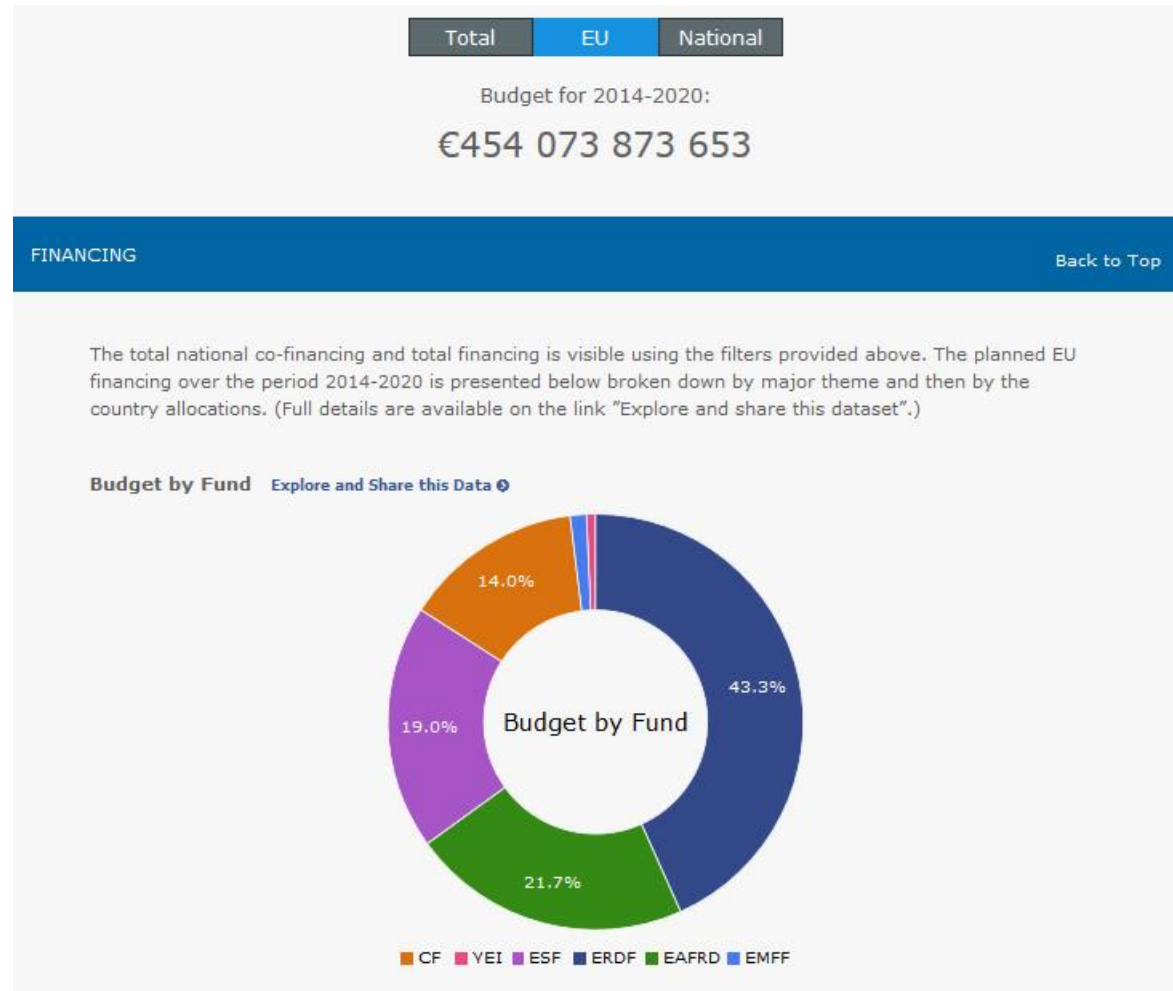 Total EU National
Budget for 2014-2020:
€454 073 873 653
FINANCING
Back to Top
The total national co-financing and total financing is visible using the filters provided above. The planned EU
financing over the period 2014-2020 is presented below broken down by major theme and then by the
country allocations. (Full details are available on the link "Explore and share this dataset".)
Budget by Fund Explore and Share this Data
14.0%
43.3%
19.0%
Budget by Fund
21.7%
CF YEI ESF ERDF EAFRD EMFF